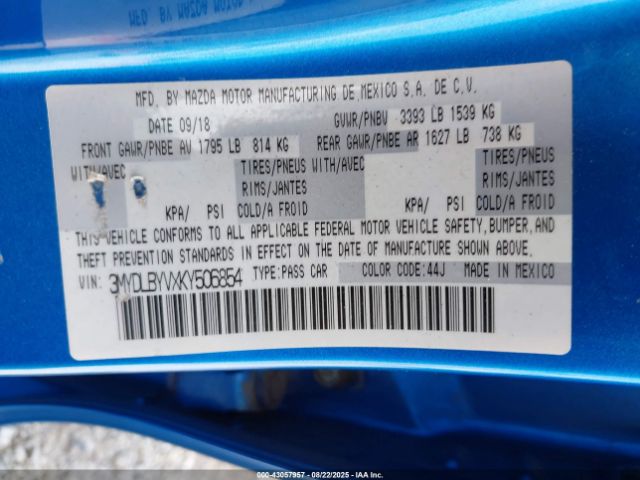 MFD. BY MAZDA MOTOR MANUFACTURING DE MEXICO S.A. DE C.V.
DATE 09/18 GVWR/PNBV 3393 LB 1539 KG
FRONT GAWR/PNBE AV 1795 LB 814 KG REAR GAWR/PNBE AR 1627 LB 738 KG
WITH/AVEC TIRES/PNEUS WITH/AVEC TIRES/PNEUS
RIMS/JANTES RIMS/JANTES
KPA/ PSI COLD/A FROID KPA/ PSI COLD/A FROID
THIS VEHICLE CONFORMS TO ALL APPLICABLE FEDERAL MOTOR VEHICLE SAFETY, BUMPER, AND
THEFT PREVENTION STANDARDS IN EFFECT ON THE DATE OF MANUFACTURE SHOWN ABOVE.
VIN: 3MYDLBYVXKY506854 TYPE:PASS CAR COLOR CODE:44J MADE IN MEXICO
000-43057957 - 08/22/2025 - IAAI.COM